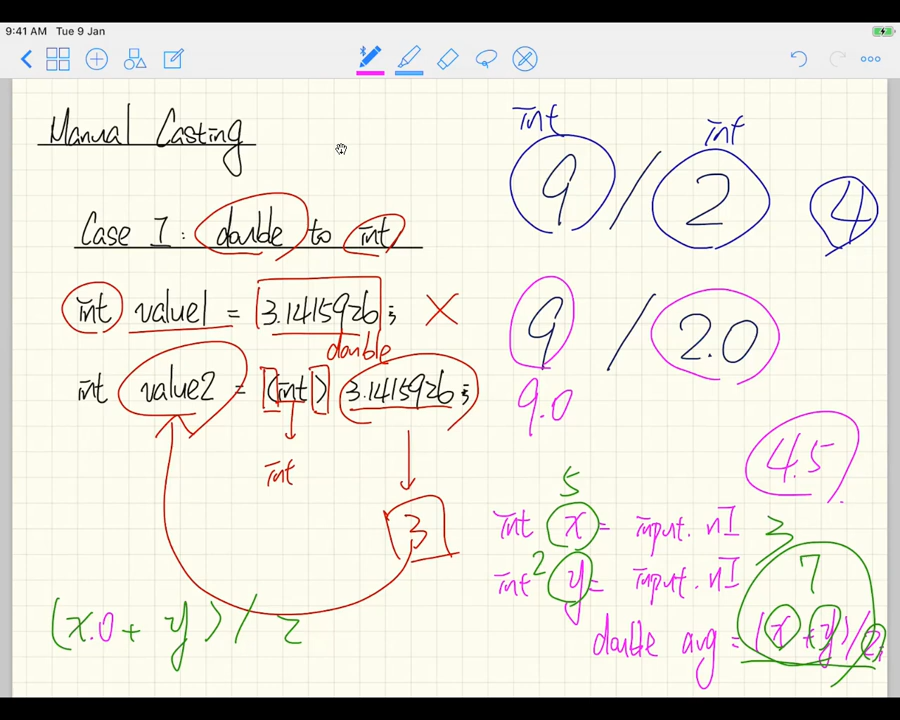 9:41 AM Tue 9 Jan
Manual Casting
Case I: double to int
int value1 = 3.1415926; X
double
int value2 = (int) 3.1415926;
int
3
(x.0 + y) / 2
int int
9 / 2 4
9 / 2.0
9.0
4.5
5
int x = input. nI
2
int y = input. nI
3
7
double avg = (x + y) / 2;